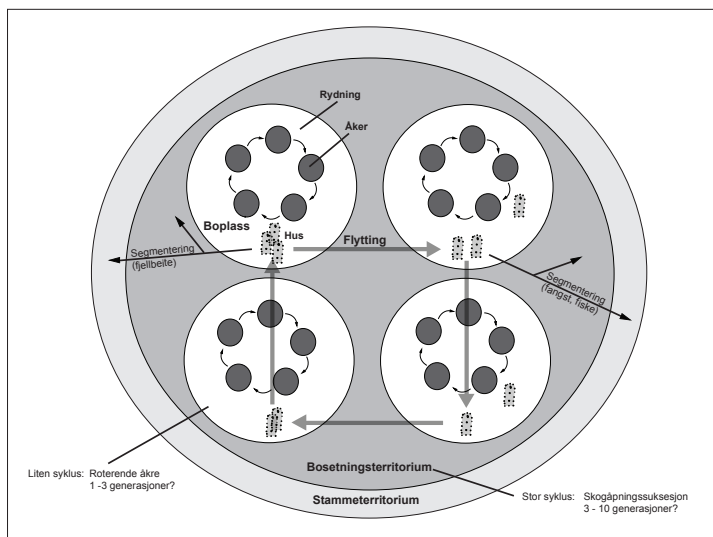 Rydning
Åker
Boplass
Hus
Flytting
Segmentering
(fjellbeite)
Segmentering
(fangst, fiske)
Liten syklus: Roterende åkre
1 -3 generasjoner?
Bosetningsterritorium
Stammeterritorium
Stor syklus: Skogåpningssuksesjon
3 - 10 generasjoner?